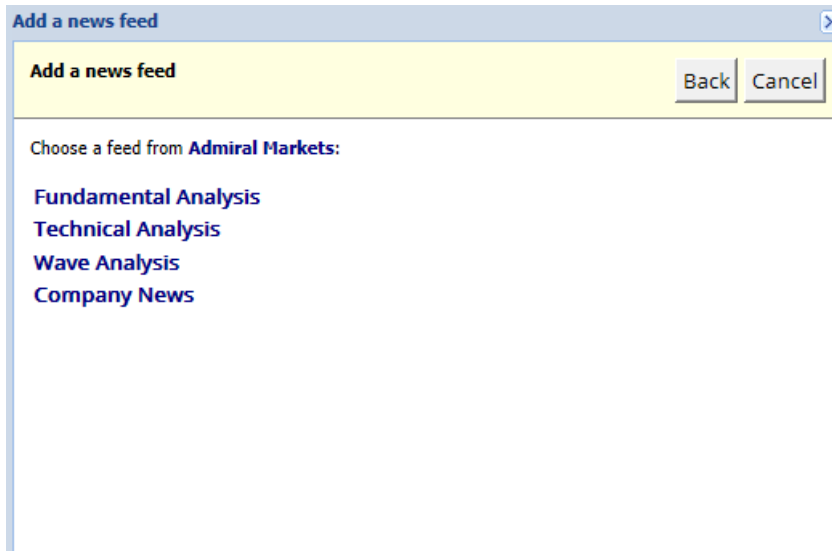 Add a news feed
Add a news feed
Back Cancel
Choose a feed from Admiral Markets:
Fundamental Analysis
Technical Analysis
Wave Analysis
Company News